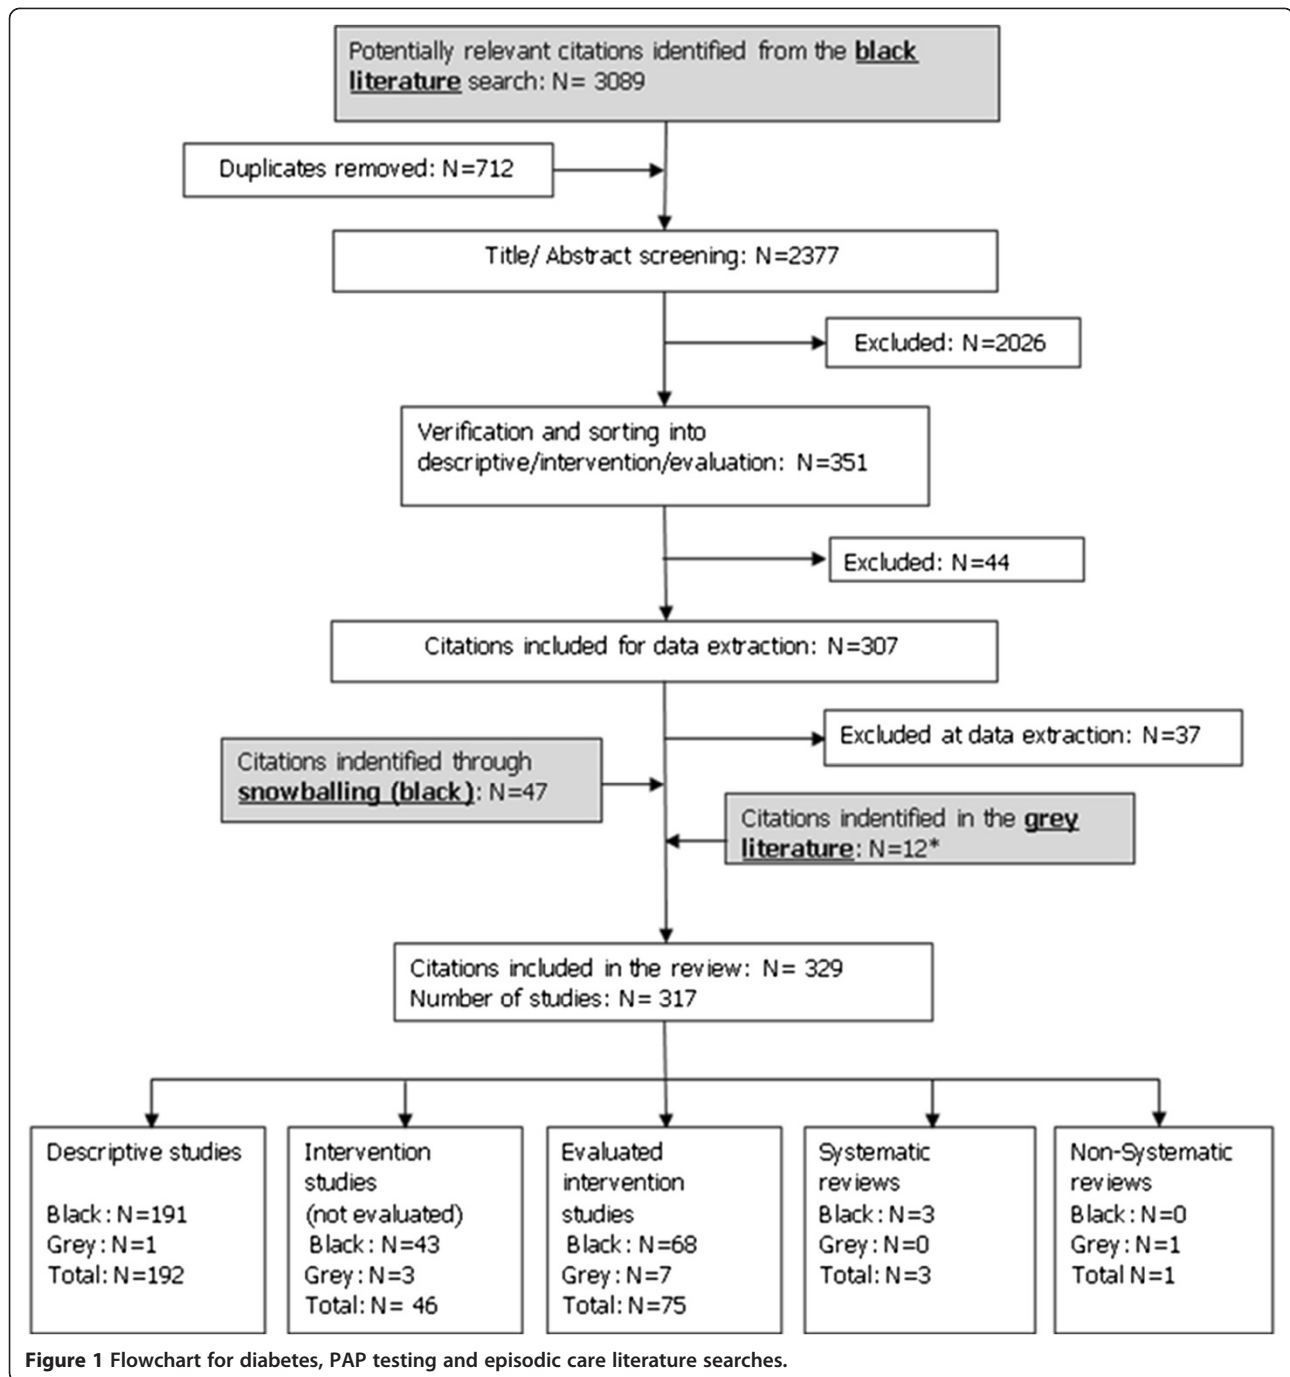 Potentially relevant citations identified from the black
literature search: N= 3089
Duplicates removed: N=712
Title/ Abstract screening: N=2377
Excluded: N=2026
Verification and sorting into
descriptive/intervention/evaluation: N=351
Excluded: N=44
Citations included for data extraction: N=307
Excluded at data extraction: N=37
Citations indentified through
snowballing (black): N=47
Citations indentified in the grey
literature: N=12*
Citations included in the review: N= 329
Number of studies: N= 317
Descriptive studies
Black: N=191
Grey: N=1
Total: N=192
Intervention
studies
(not evaluated)
Black: N=43
Grey: N=3
Total: N= 46
Evaluated
intervention
studies
Black: N=68
Grey: N=7
Total: N=75
Systematic
reviews
Black: N=3
Grey: N=0
Total: N=3
Non-Systematic
reviews
Black: N=0
Grey: N=1
Total N=1
Figure 1 Flowchart for diabetes, PAP testing and episodic care literature searches.